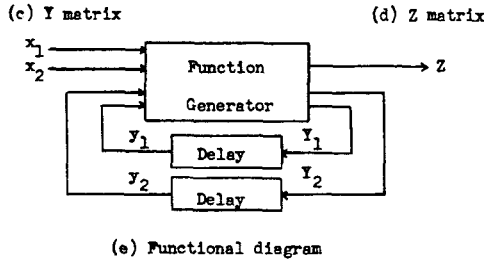 (c) Y matrix
(d) Z matrix
x1
x2
Function
Generator
Z
y1
Delay
Y1
y2
Delay
Y2
(e) Functional diagram